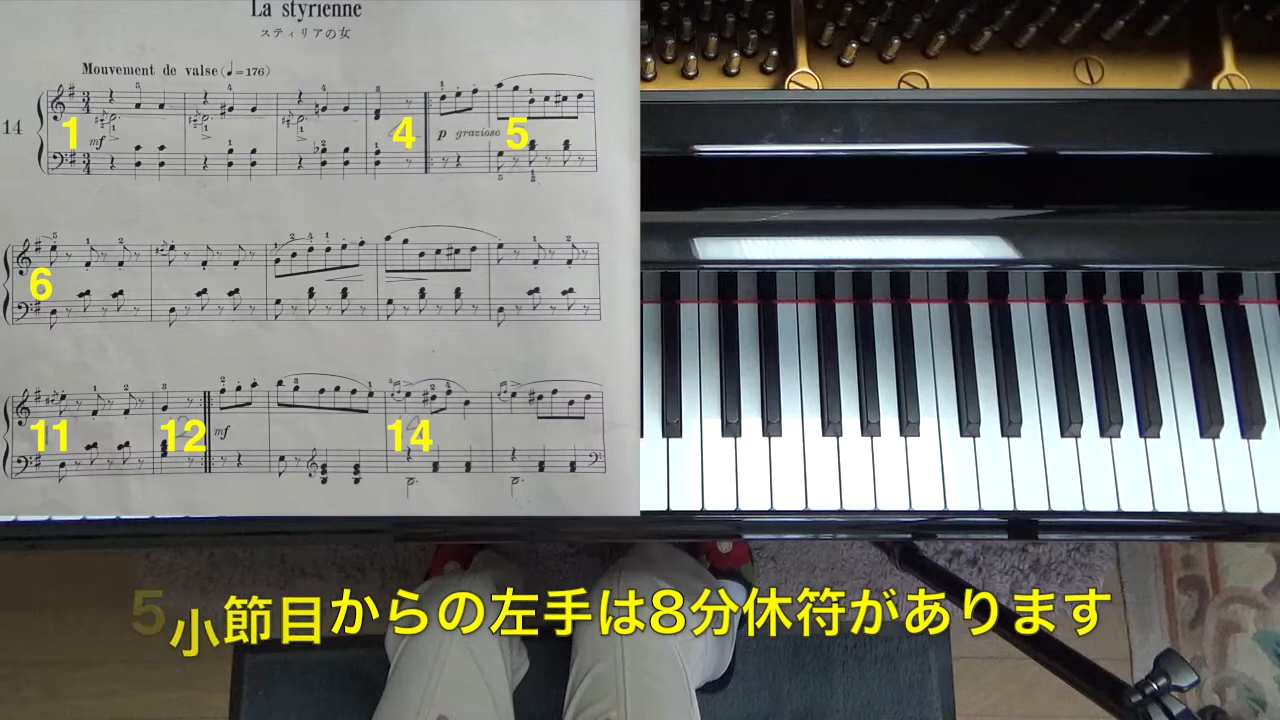 La styrienne
スティリアの女
Mouvement de valse (♩=176)
14
1
4
5
mf
p grazioso
6
11
12
14
mf
5小節目からの左手は8分休符があります